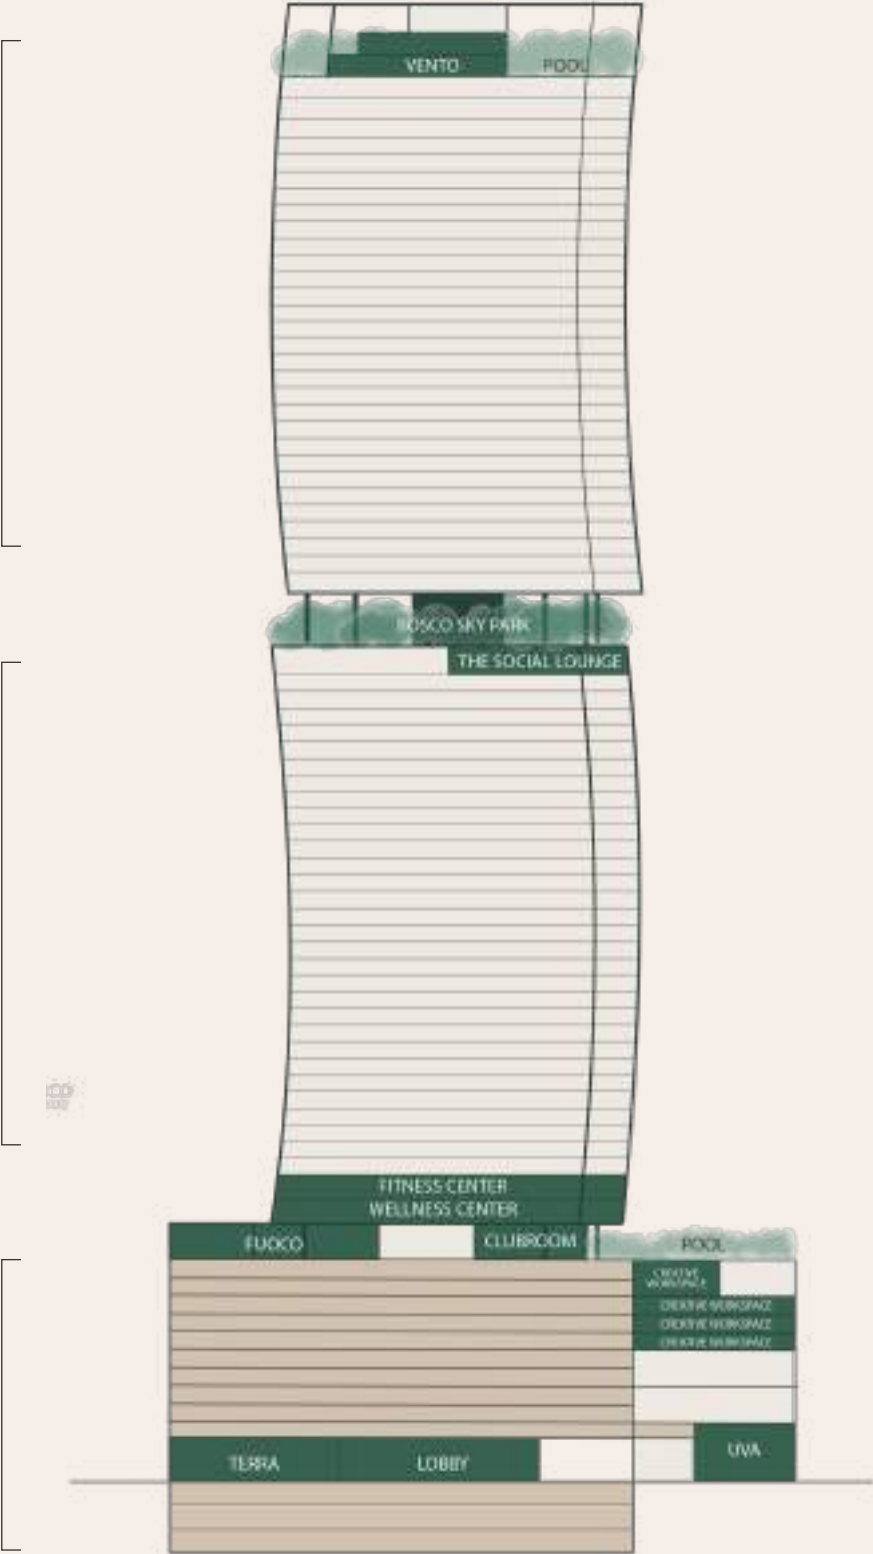 VENTO
POOL
BOSCO SKY PARK
THE SOCIAL LOUNGE
FITNESS CENTER
WELLNESS CENTER
FUOCO
CLUBROOM
POOL
CREATIVE
WORKSPACE
CREATIVE WORKSPACE
CREATIVE WORKSPACE
CREATIVE WORKSPACE
UVA
TERRA
LOBBY